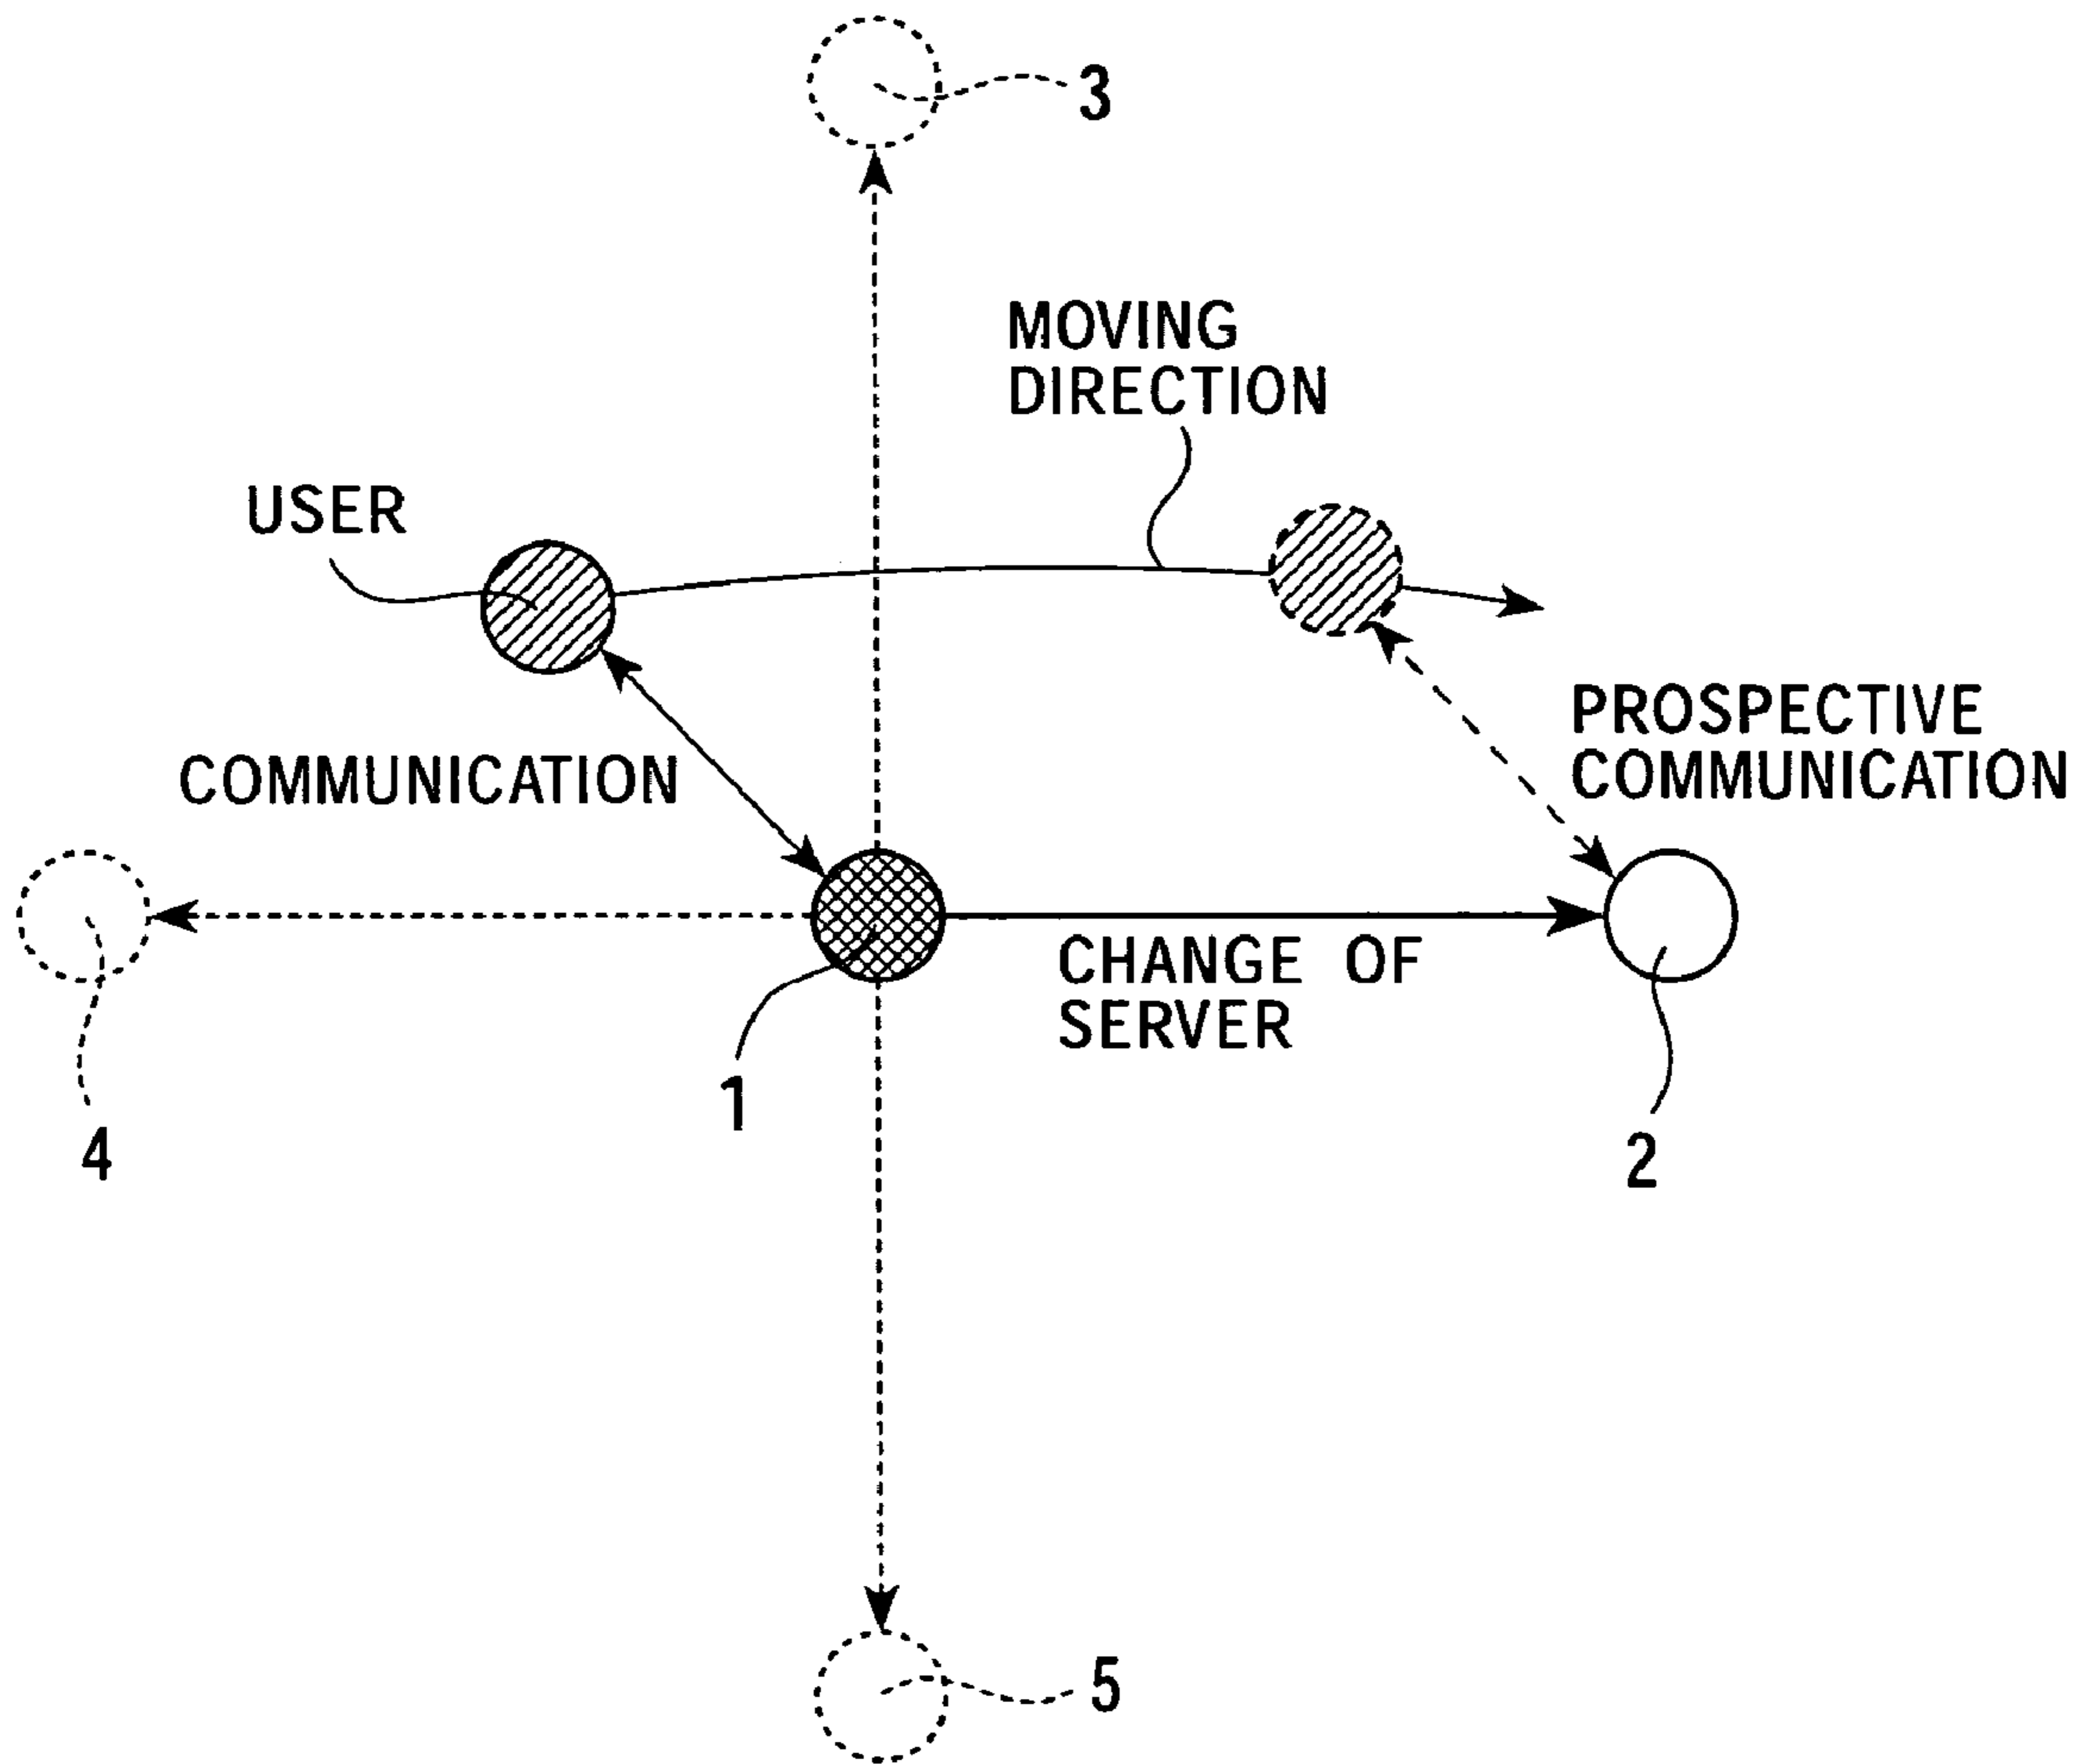 3
MOVING
DIRECTION
USER
PROSPECTIVE
COMMUNICATION
COMMUNICATION
CHANGE OF
SERVER
1
4
2
5